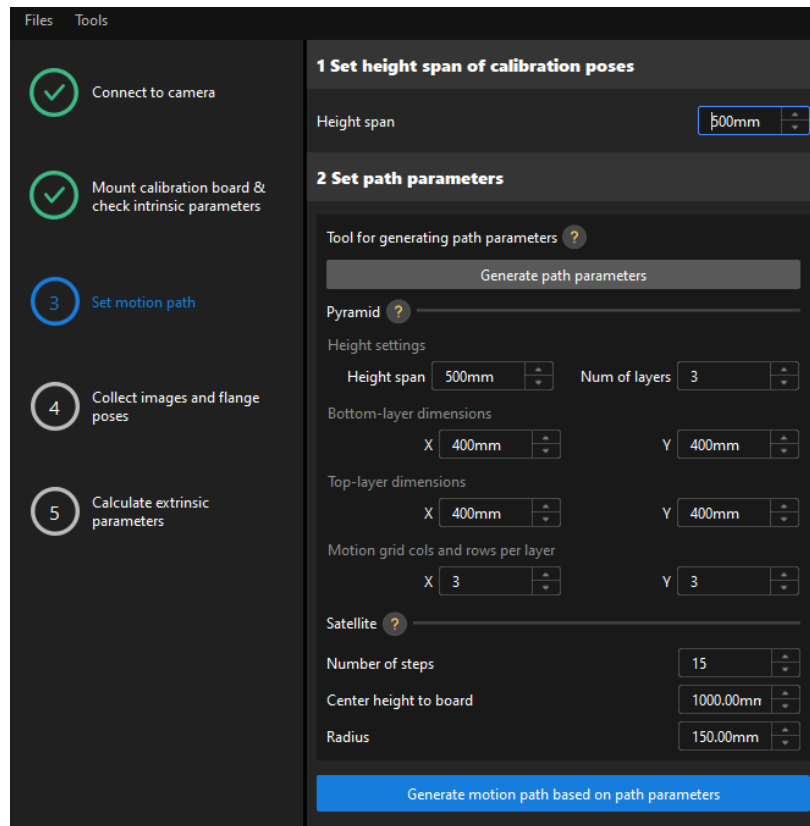 Files Tools
Connect to camera
Mount calibration board &
check intrinsic parameters
3 Set motion path
4 Collect images and flange
poses
5 Calculate extrinsic
parameters
1 Set height span of calibration poses
Height span 500mm
2 Set path parameters
Tool for generating path parameters ?
Generate path parameters
Pyramid ?
Height settings
Height span 500mm Num of layers 3
Bottom-layer dimensions
X 400mm Y 400mm
Top-layer dimensions
X 400mm Y 400mm
Motion grid cols and rows per layer
X 3 Y 3
Satellite ?
Number of steps 15
Center height to board 1000.00mm
Radius 150.00mm
Generate motion path based on path parameters